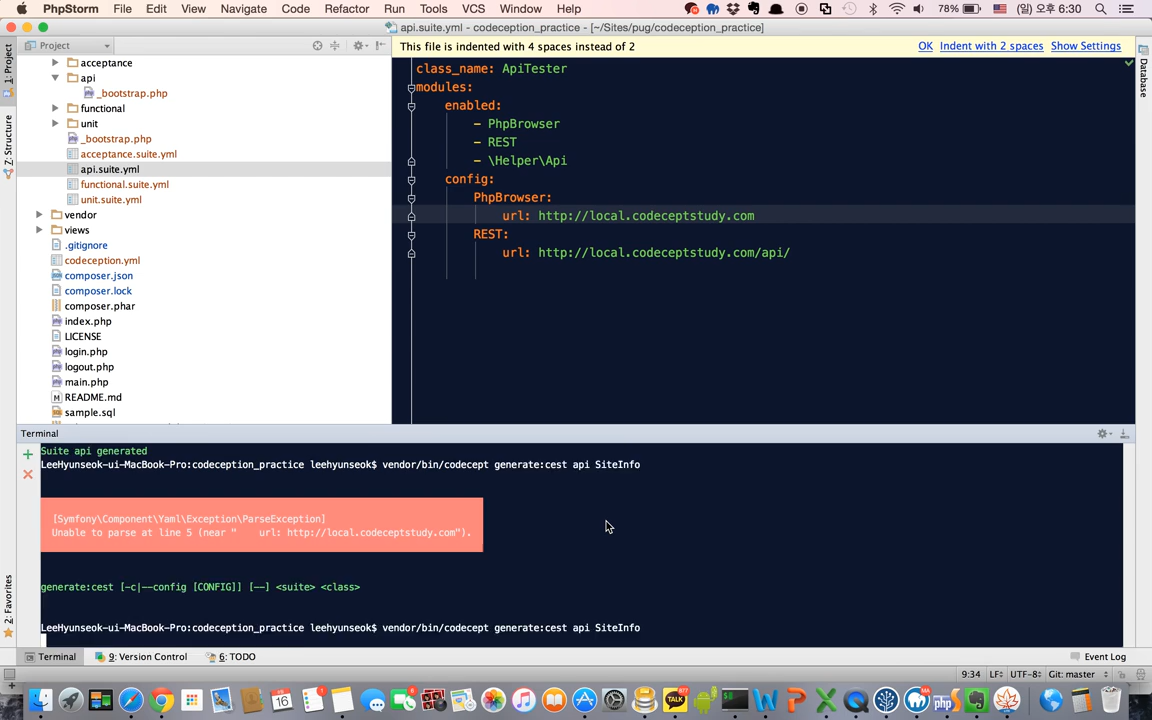 PhpStorm File Edit View Navigate Code Refactor Run Tools VCS Window Help 78% (일) 오후 6:30
api.suite.yml - codeception_practice - [~/Sites/pug/codeception_practice]
Project
This file is indented with 4 spaces instead of 2 OK Indent with 2 spaces Show Settings
1: Project
Z: Structure
2: Favorites
Database
acceptance
api
_bootstrap.php
functional
unit
_bootstrap.php
acceptance.suite.yml
api.suite.yml
functional.suite.yml
unit.suite.yml
vendor
views
.gitignore
codeception.yml
composer.json
composer.lock
composer.phar
index.php
LICENSE
login.php
logout.php
main.php
README.md
sample.sql
class_name: ApiTester
modules:
enabled:
- PhpBrowser
- REST
- \Helper\Api
config:
PhpBrowser:
url: http://local.codeceptstudy.com
REST:
url: http://local.codeceptstudy.com/api/
Terminal
Suite api generated
LeeHyunseok-ui-MacBook-Pro:codeception_practice leehyunseok$ vendor/bin/codecept generate:cest api SiteInfo
[Symfony\Component\Yaml\Exception\ParseException]
Unable to parse at line 5 (near "    url: http://local.codeceptstudy.com").
generate:cest [-c|--config [CONFIG]] [--] <suite> <class>
LeeHyunseok-ui-MacBook-Pro:codeception_practice leehyunseok$ vendor/bin/codecept generate:cest api SiteInfo
Terminal 9: Version Control 6: TODO Event Log
9:34 LF÷ UTF-8÷ Git: master÷